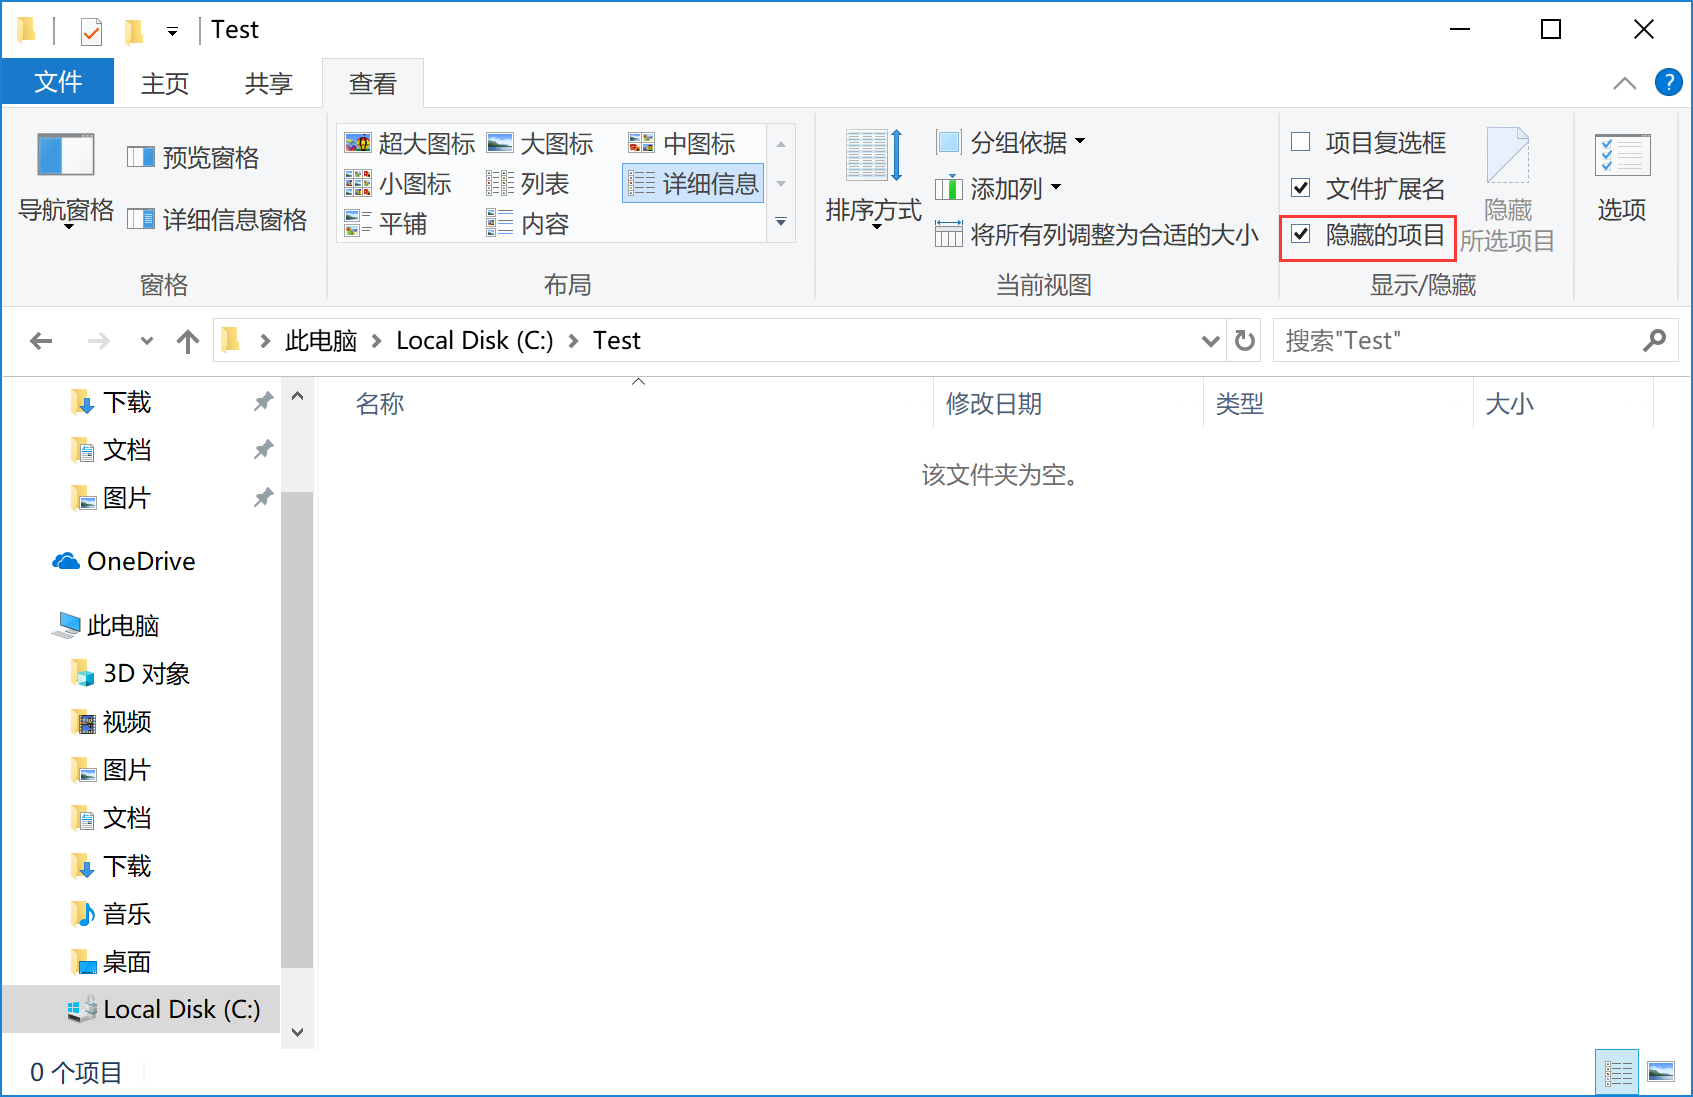 Test
文件 主页 共享 查看
?
导航窗格
预览窗格
详细信息窗格
窗格
超大图标 大图标 中图标
小图标 列表 详细信息
平铺 内容
布局
排序方式
分组依据
添加列
将所有列调整为合适的大小
当前视图
项目复选框
文件扩展名
隐藏的项目
隐藏
所选项目
显示/隐藏
选项
此电脑 Local Disk (C:) Test
搜索"Test"
名称 修改日期 类型 大小
该文件夹为空。
下载
文档
图片
OneDrive
此电脑
3D 对象
视频
图片
文档
下载
音乐
桌面
Local Disk (C:)
0 个项目